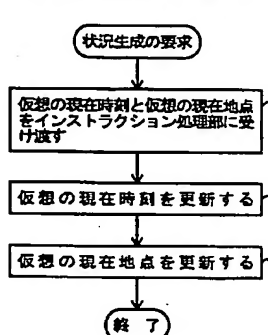 状況生成の要求
仮想の現在時刻と仮想の現在地点
をインストラクション処理部に受
け渡す
仮想の現在時刻を更新する
仮想の現在地点を更新する
終 了